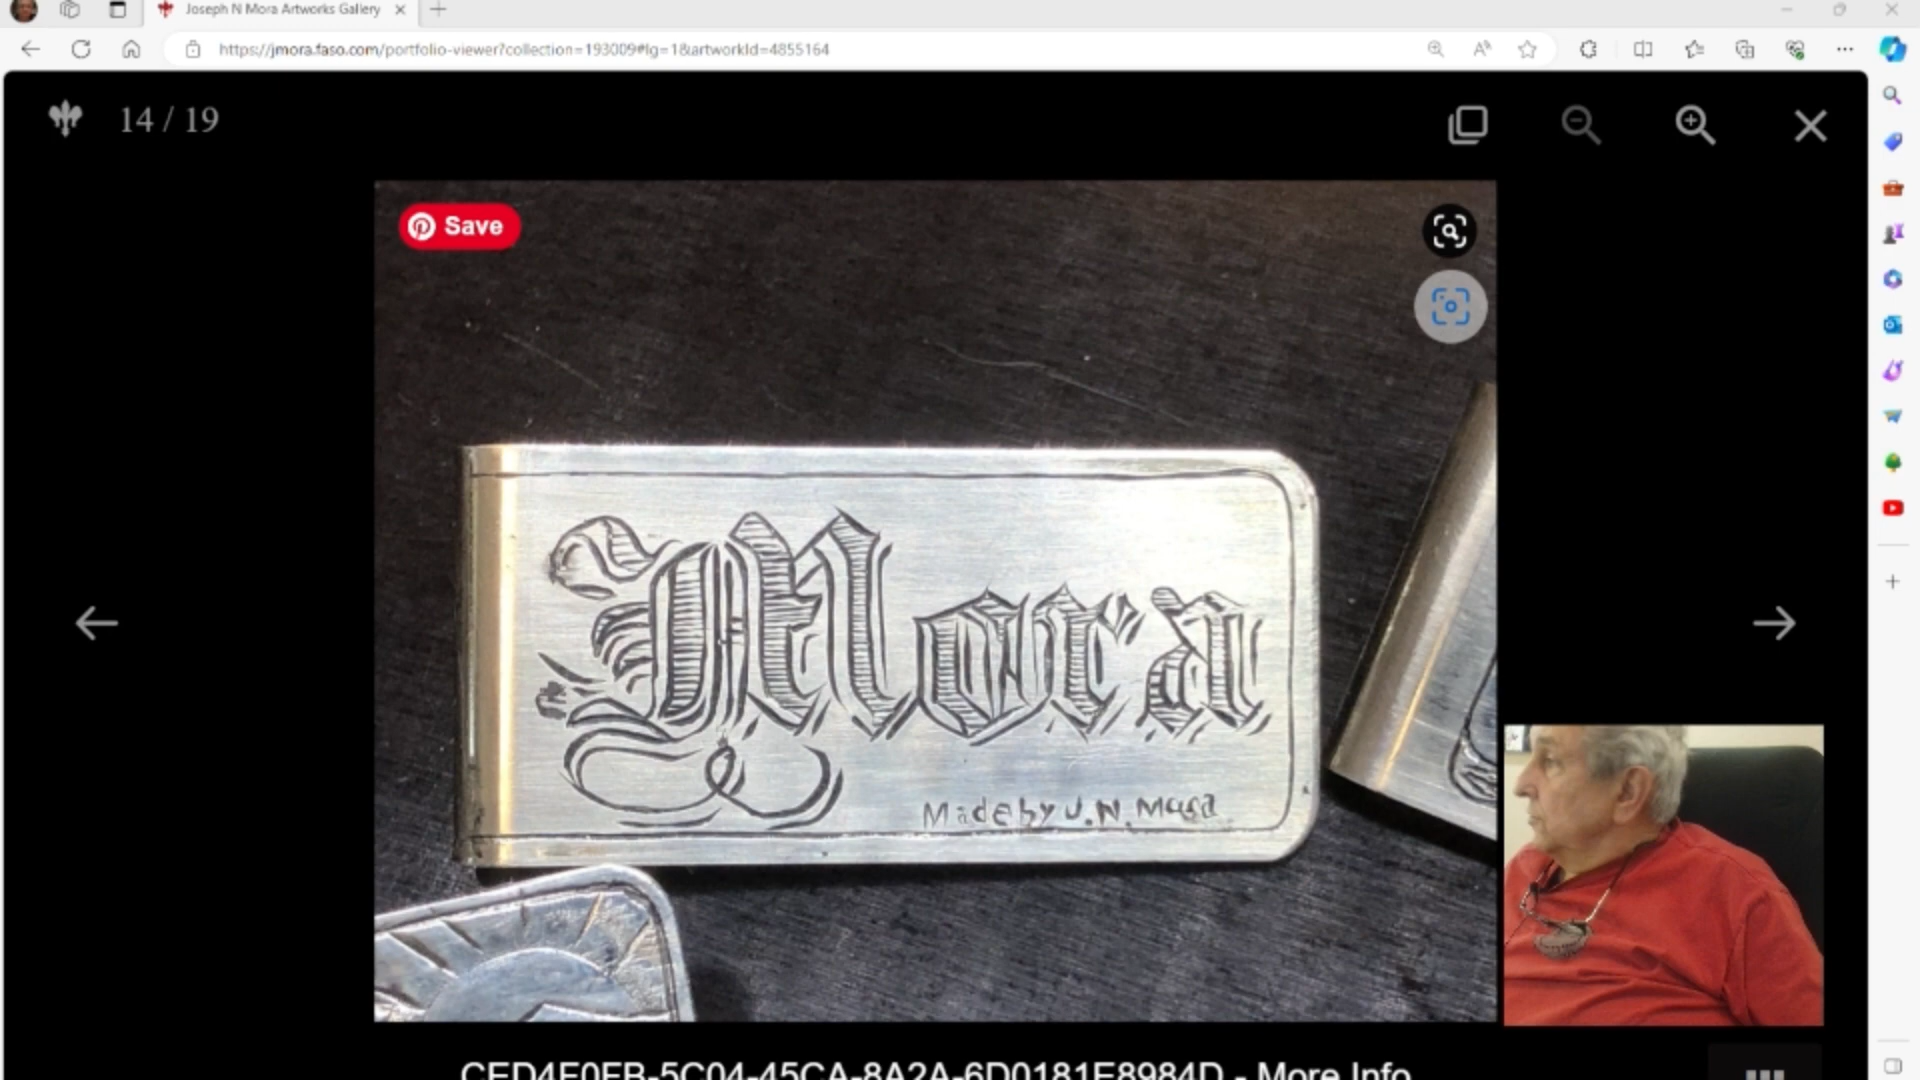 Joseph N Mora Artworks Gallery
https://jmora.faso.com/portfolio-viewer?collection=193009#lg=1&artworkId=4855164
14 / 19
Save
Mora
Made by J.N. Mora
CED4E0FB-5C04-45CA-8A2A-6D0181E8984D - More Info